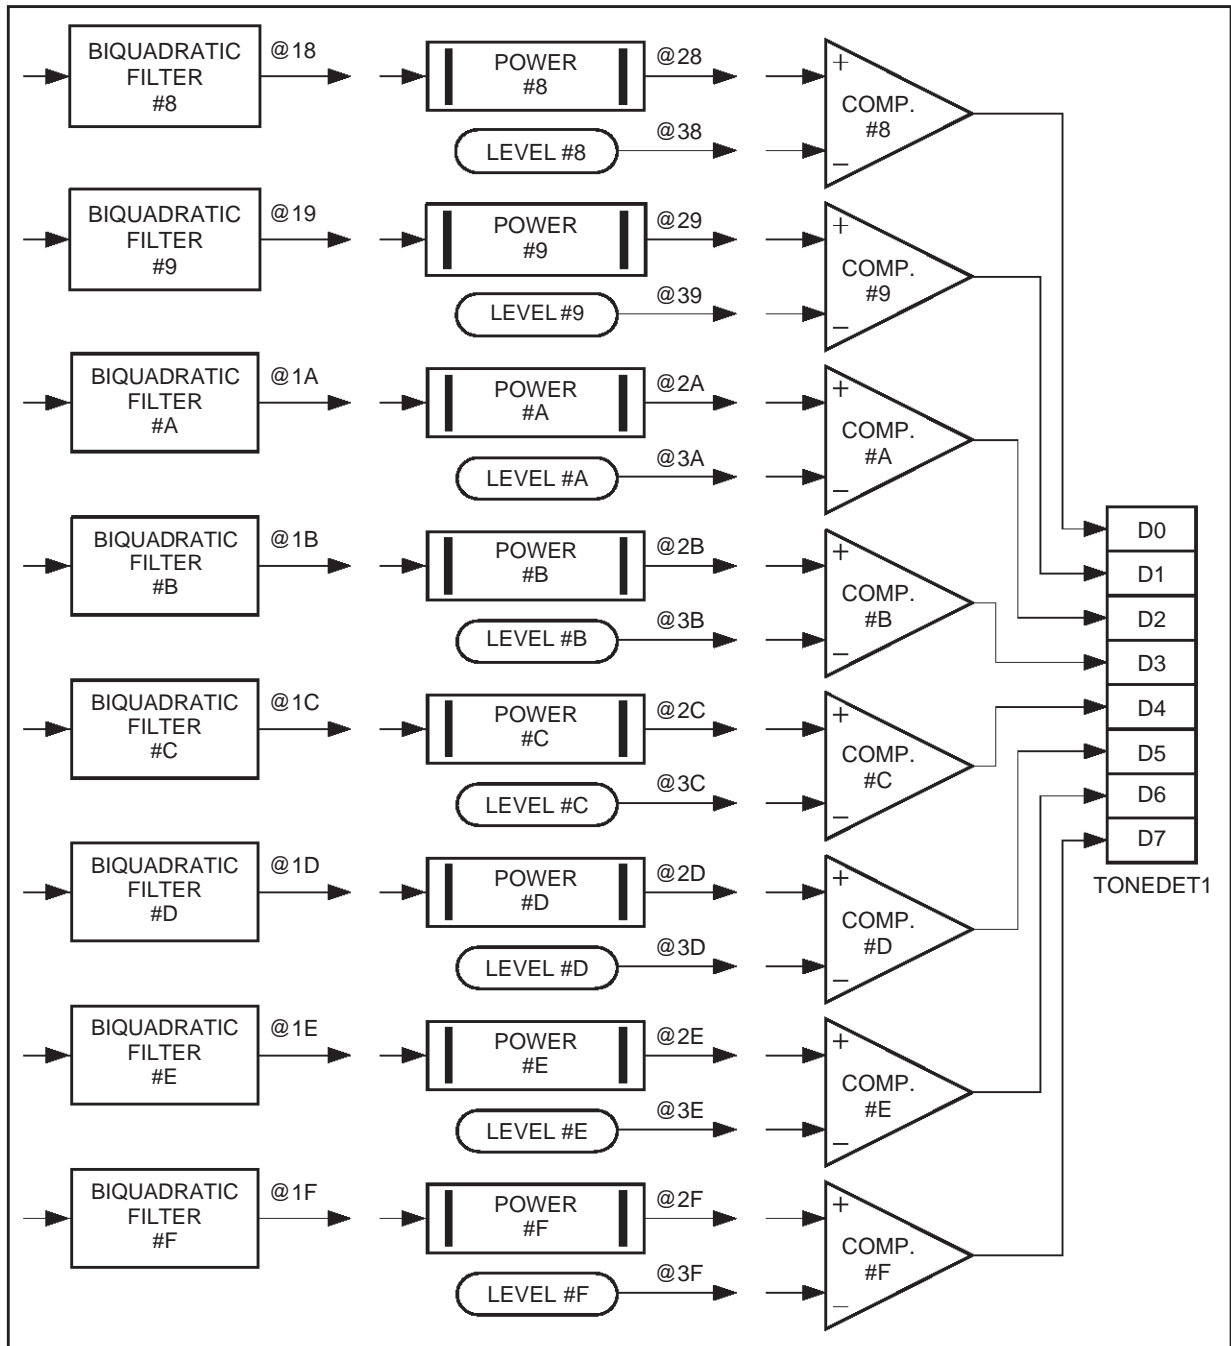 BIQUADRATIC
FILTER
#8
@18
POWER
#8
@28
+
COMP.
#8
–
LEVEL #8
@38
BIQUADRATIC
FILTER
#9
@19
POWER
#9
@29
+
COMP.
#9
–
LEVEL #9
@39
BIQUADRATIC
FILTER
#A
@1A
POWER
#A
@2A
+
COMP.
#A
–
LEVEL #A
@3A
BIQUADRATIC
FILTER
#B
@1B
POWER
#B
@2B
+
COMP.
#B
–
LEVEL #B
@3B
BIQUADRATIC
FILTER
#C
@1C
POWER
#C
@2C
+
COMP.
#C
–
LEVEL #C
@3C
BIQUADRATIC
FILTER
#D
@1D
POWER
#D
@2D
+
COMP.
#D
–
LEVEL #D
@3D
BIQUADRATIC
FILTER
#E
@1E
POWER
#E
@2E
+
COMP.
#E
–
LEVEL #E
@3E
BIQUADRATIC
FILTER
#F
@1F
POWER
#F
@2F
+
COMP.
#F
–
LEVEL #F
@3F
D0
D1
D2
D3
D4
D5
D6
D7
TONEDET1